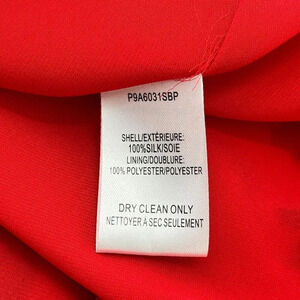 P9A6031SBP
SHELL/EXTÉRIEURE:
100%SILK/SOIE
LINING/DOUBLURE:
100% POLYESTER/POLYESTER
DRY CLEAN ONLY
NETTOYER À SEC SEULEMENT